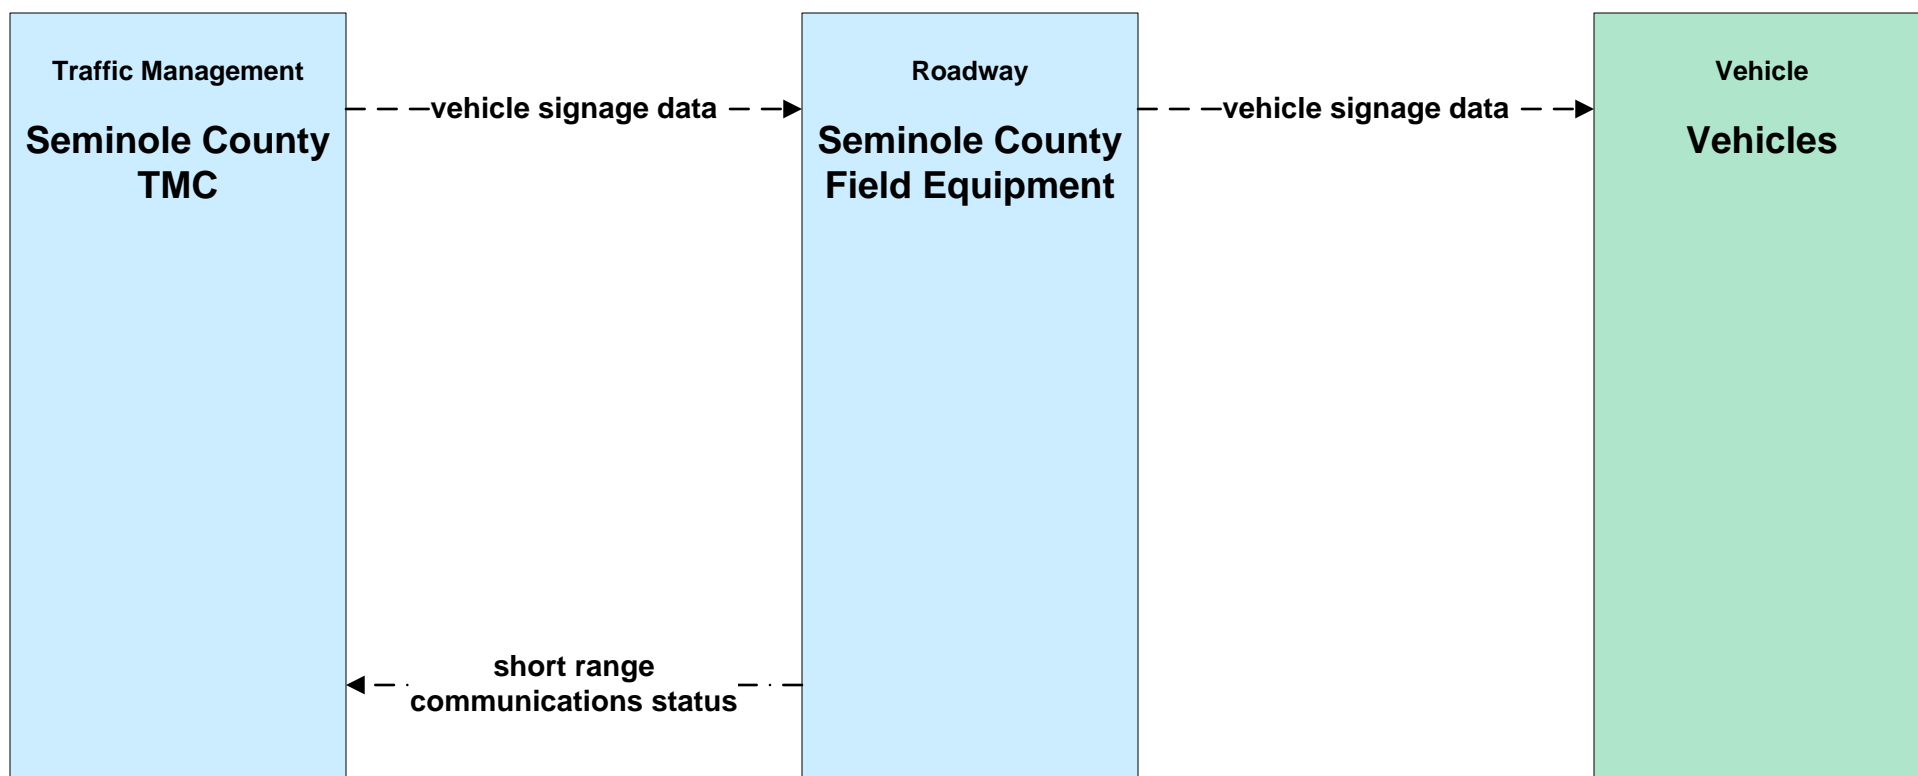 Traffic Management
Seminole County
TMC
vehicle signage data
Roadway
Seminole County
Field Equipment
vehicle signage data
Vehicle
Vehicles
short range
communications status